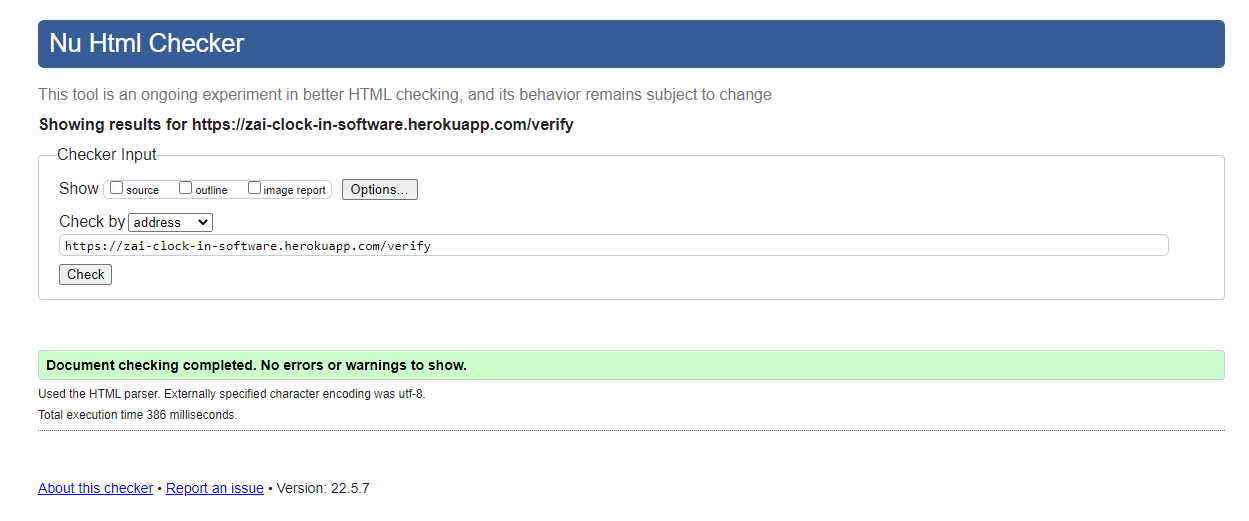 Nu Html Checker
This tool is an ongoing experiment in better HTML checking, and its behavior remains subject to change
Showing results for https://zai-clock-in-software.herokuapp.com/verify
Checker Input
Show source outline image report Options...
Check by address
https://zai-clock-in-software.herokuapp.com/verify
Check
Document checking completed. No errors or warnings to show.
Used the HTML parser. Externally specified character encoding was utf-8.
Total execution time 386 milliseconds.
About this checker • Report an issue • Version: 22.5.7